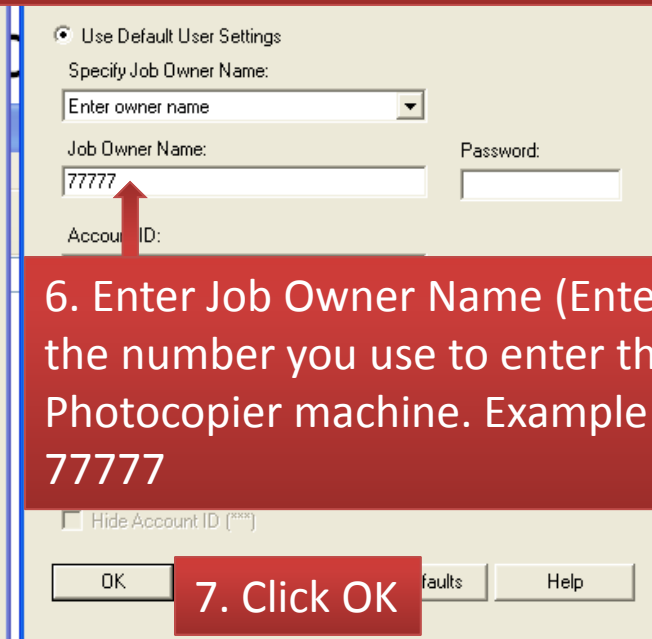 Use Default User Settings
Specify Job Owner Name:
Enter owner name
Job Owner Name:
Password:
77777
Account ID:
6. Enter Job Owner Name (Ente
the number you use to enter th
Photocopier machine. Example
77777
Hide Account ID (***)
OK
7. Click OK
faults
Help